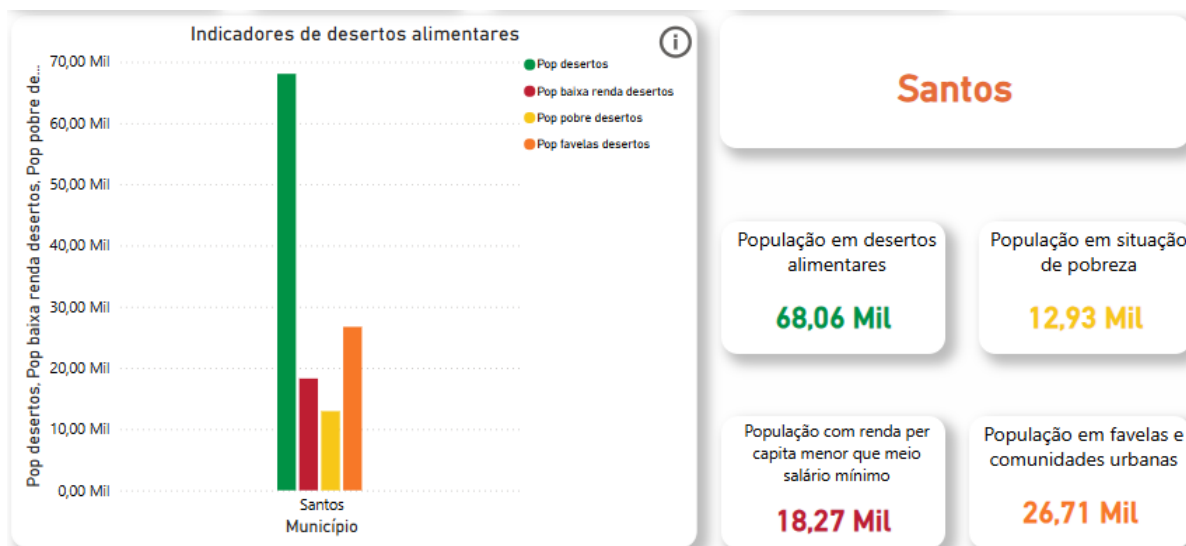 Indicadores de desertos alimentares
Pop desertos, Pop baixa renda desertos, Pop pobre de...
70,00 Mil
60,00 Mil
50,00 Mil
40,00 Mil
30,00 Mil
20,00 Mil
10,00 Mil
0,00 Mil
Santos
Município
Pop desertos
Pop baixa renda desertos
Pop pobre desertos
Pop favelas desertos
Santos
População em desertos
alimentares
68,06 Mil
População em situação
de pobreza
12,93 Mil
População com renda per
capita menor que meio
salário mínimo
18,27 Mil
População em favelas e
comunidades urbanas
26,71 Mil